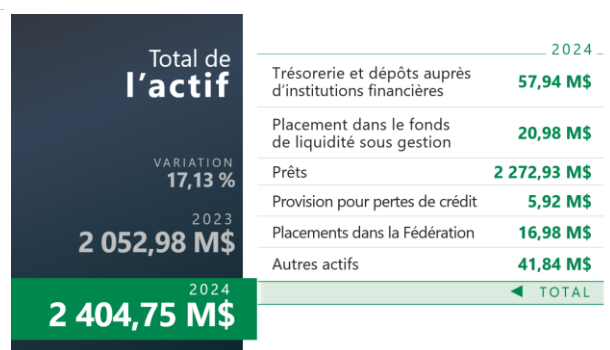 Total de
l'actif
VARIATION
17,13 %
2023
2 052,98 M$
2024
2 404,75 M$
2024
Trésorerie et dépôts auprès
d'institutions financières
57,94 M$
Placement dans le fonds
de liquidité sous gestion
20,98 M$
Prêts
2 272,93 M$
Provision pour pertes de crédit
5,92 M$
Placements dans la Fédération
16,98 M$
Autres actifs
41,84 M$
◄ TOTAL